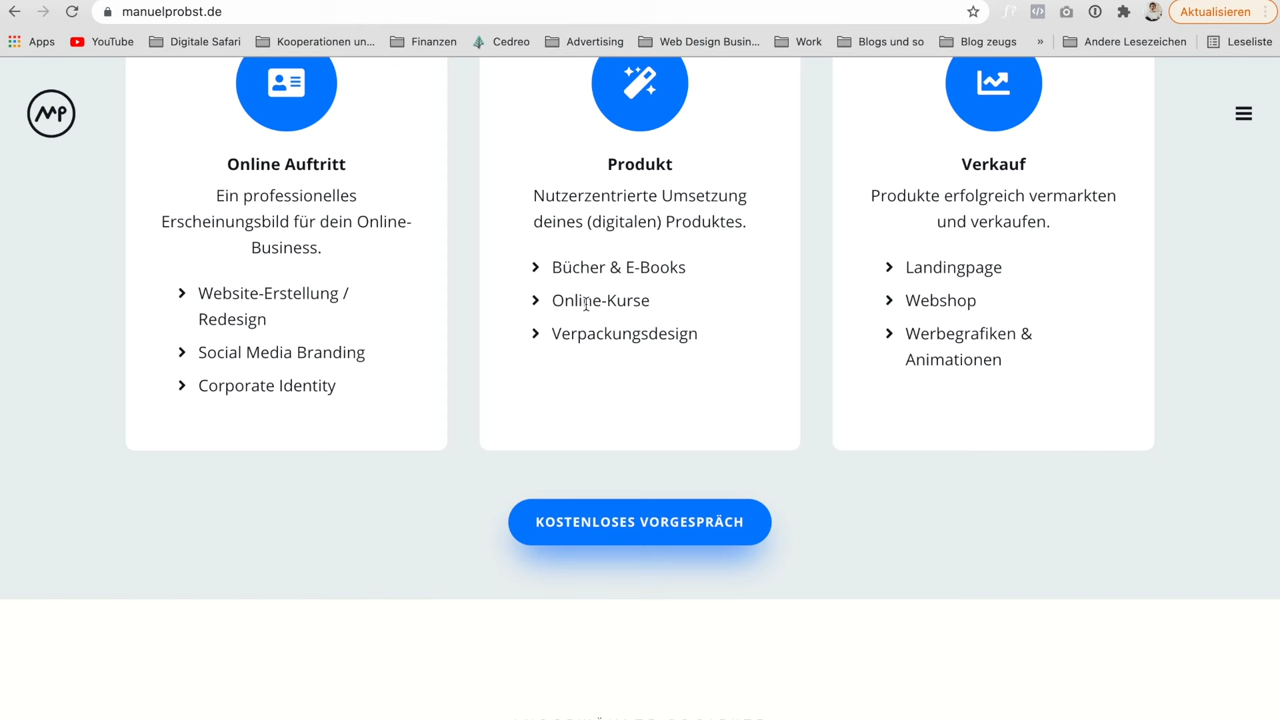 manuelprobst.de
Aktualisieren
Apps
YouTube
Digitale Safari
Kooperationen un...
Finanzen
Cedreo
Advertising
Web Design Busin...
Work
Blogs und so
Blog zeugs
»
Andere Lesezeichen
Leseliste
MP
Online Auftritt
Ein professionelles
Erscheinungsbild für dein Online-
Business.
Website-Erstellung /
Redesign
Social Media Branding
Corporate Identity
Produkt
Nutzerzentrierte Umsetzung
deines (digitalen) Produktes.
Bücher & E-Books
Online-Kurse
Verpackungsdesign
Verkauf
Produkte erfolgreich vermarkten
und verkaufen.
Landingpage
Webshop
Werbegrafiken &
Animationen
KOSTENLOSES VORGESPRÄCH